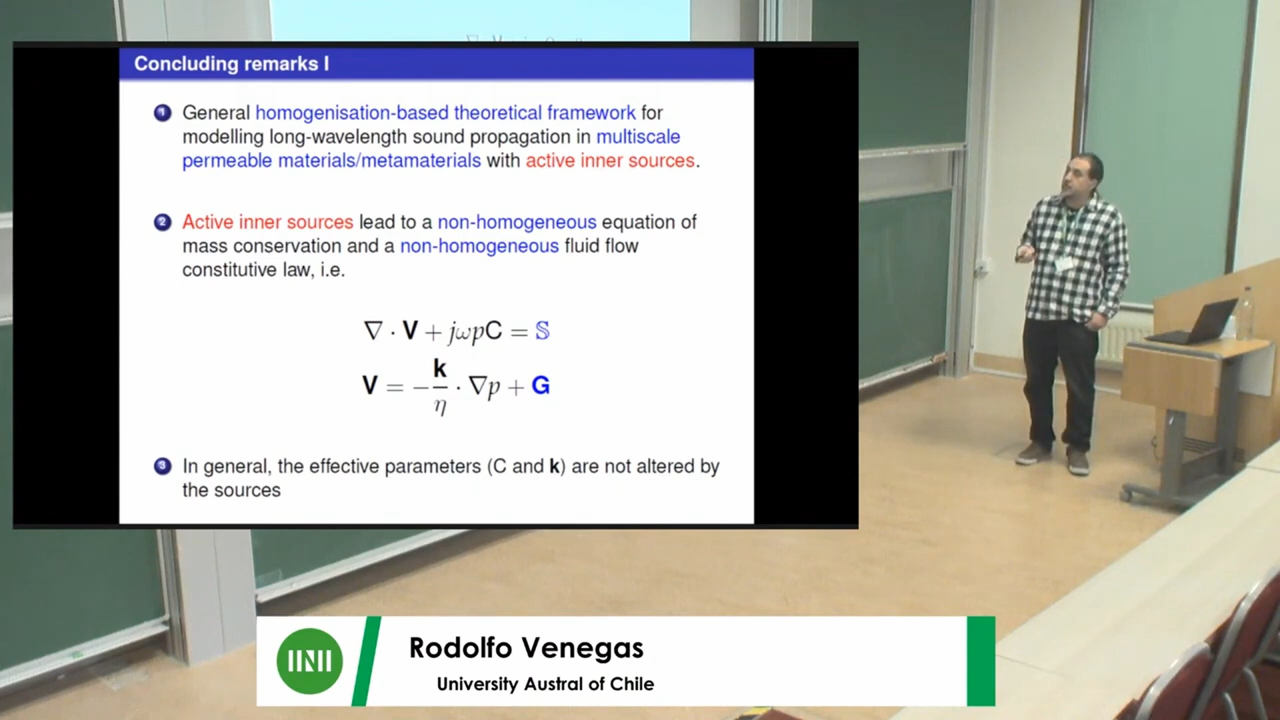 Concluding remarks I
1 General homogenisation-based theoretical framework for
modelling long-wavelength sound propagation in multiscale
permeable materials/metamaterials with active inner sources.
2 Active inner sources lead to a non-homogeneous equation of
mass conservation and a non-homogeneous fluid flow
constitutive law, i.e.
∇ · V + jωpC = 𝕊
V = −k/η · ∇p + G
3 In general, the effective parameters (C and k) are not altered by
the sources
Rodolfo Venegas
University Austral of Chile